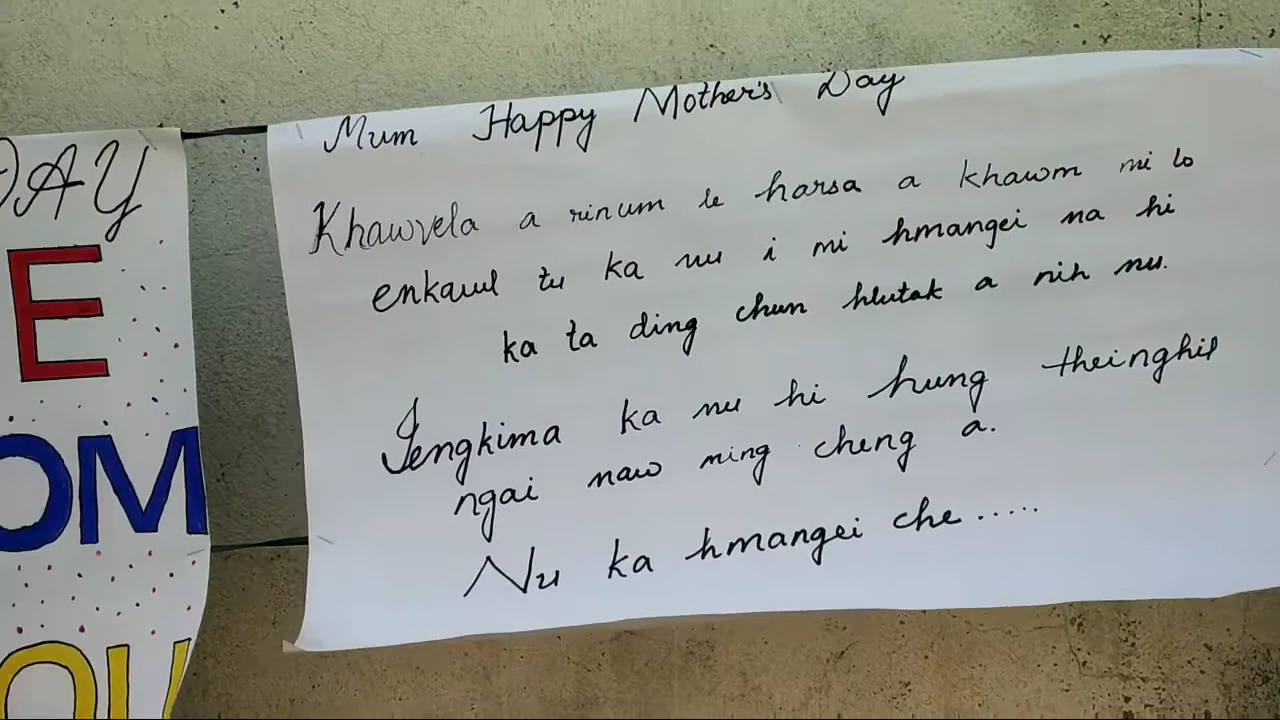 DAY
E
OM
OU
Mum Happy Mother's Day
Khawvela a rinum le harsa a khawm mi lo
enkawl tu ka nu i mi hmangei na hi
ka ta ding chun hlutak a nih nu.
Iengkima ka nu hi hung theinghil
ngai naw ning cheng a.
Nu ka hmangei che .....